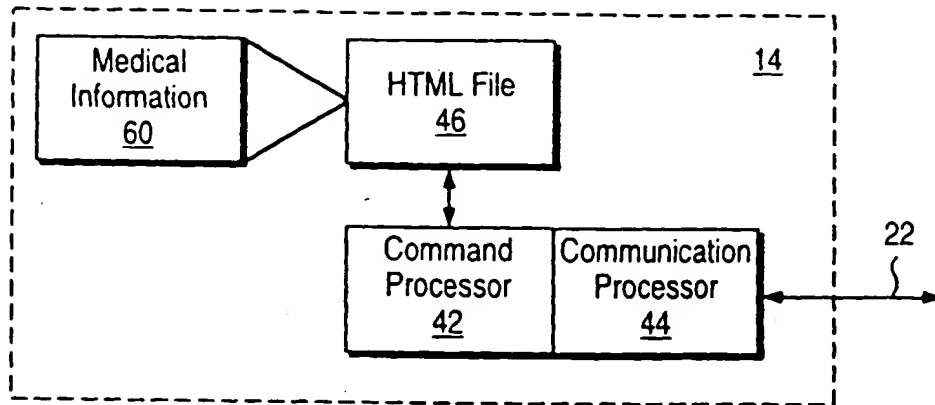 Medical
Information
60
HTML File
46
14
Command
Processor
42
Communication
Processor
44
22